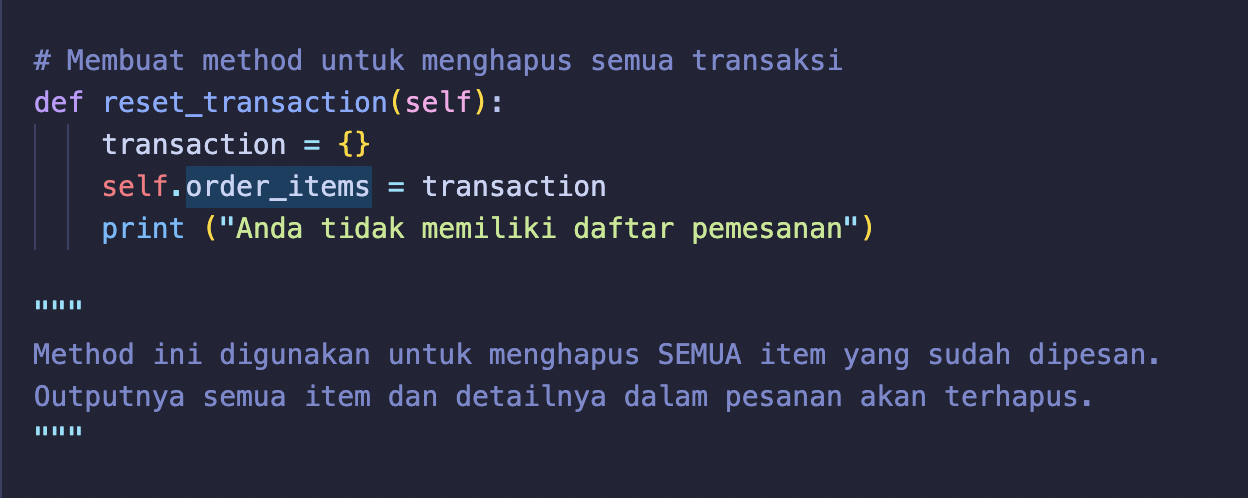 # Membuat method untuk menghapus semua transaksi
def reset_transaction(self):
transaction = {}
self.order_items = transaction
print ("Anda tidak memiliki daftar pemesanan")
"""
Method ini digunakan untuk menghapus SEMUA item yang sudah dipesan.
Outputnya semua item dan detailnya dalam pesanan akan terhapus.
"""